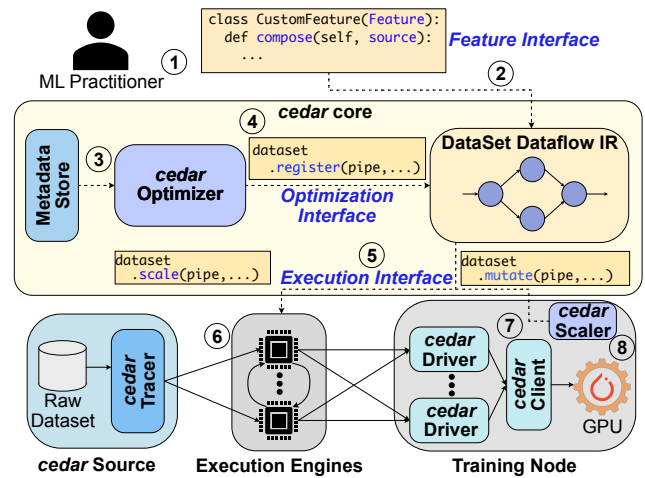 class CustomFeature(Feature):
def compose(self, source):
...
Feature Interface
1
ML Practitioner
2
cedar core
4
3
Metadata
Store
cedar
Optimizer
dataset
.register(pipe,...)
Optimization
Interface
DataSet Dataflow IR
dataset
.scale(pipe,...)
5
Execution Interface
dataset
.mutate(pipe,...)
Raw
Dataset
cedar
Tracer
6
cedar
Driver
cedar
Driver
7
cedar
Client
cedar
Scaler
8
GPU
cedar Source
Execution Engines
Training Node